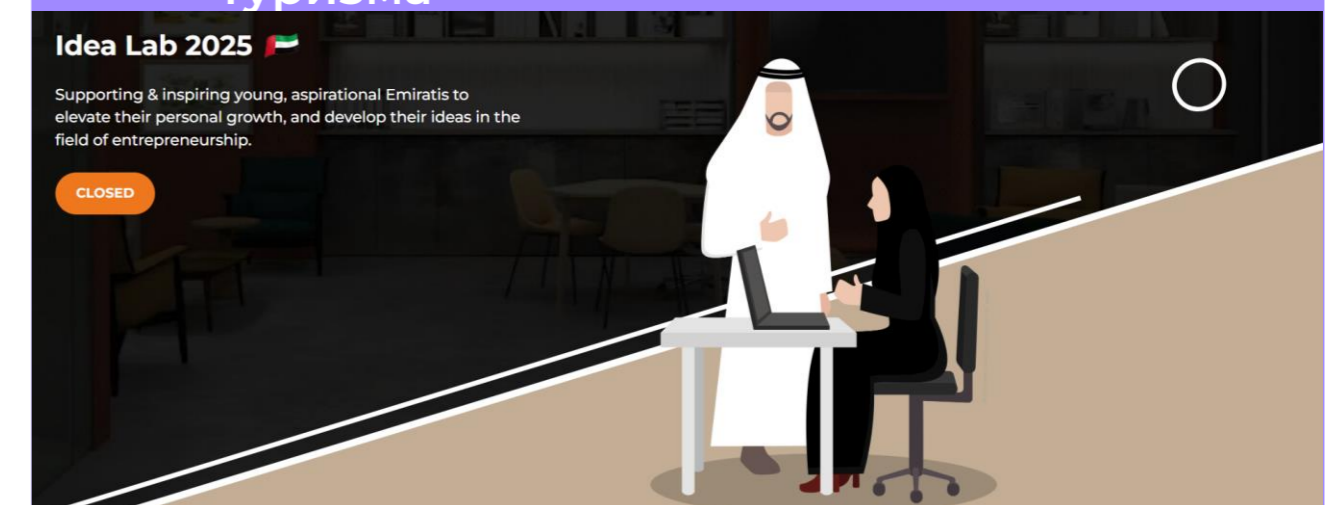 туризма
Idea Lab 2025 🇦🇪
Supporting & inspiring young, aspirational Emiratis to
elevate their personal growth, and develop their ideas in the
field of entrepreneurship.
CLOSED